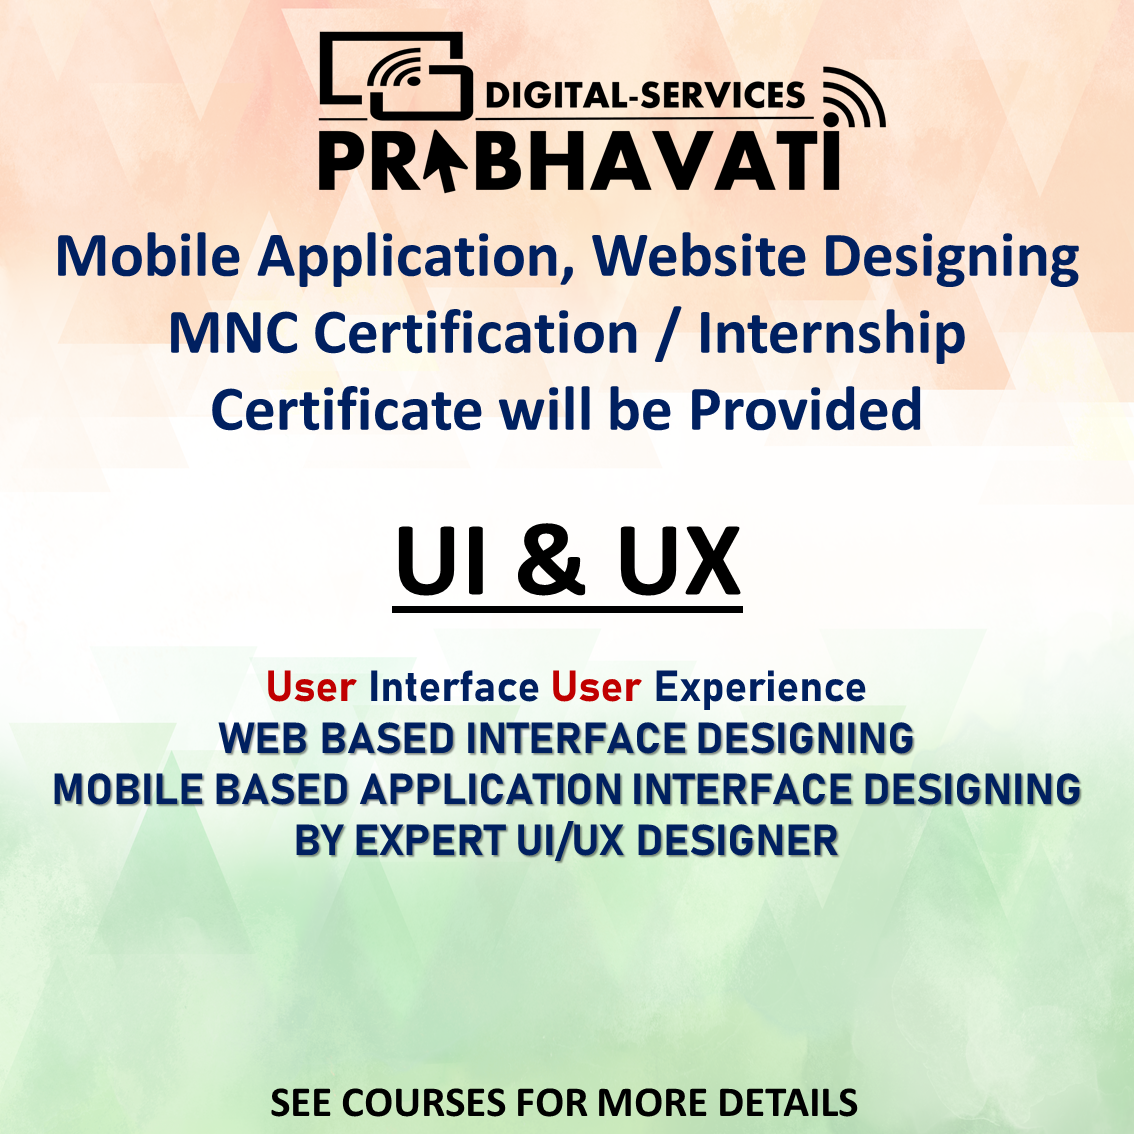 DIGITAL-SERVICES
PRABHAVATI
Mobile Application, Website Designing
MNC Certification / Internship
Certificate will be Provided
UI & UX
User Interface User Experience
WEB BASED INTERFACE DESIGNING
MOBILE BASED APPLICATION INTERFACE DESIGNING
BY EXPERT UI/UX DESIGNER
SEE COURSES FOR MORE DETAILS